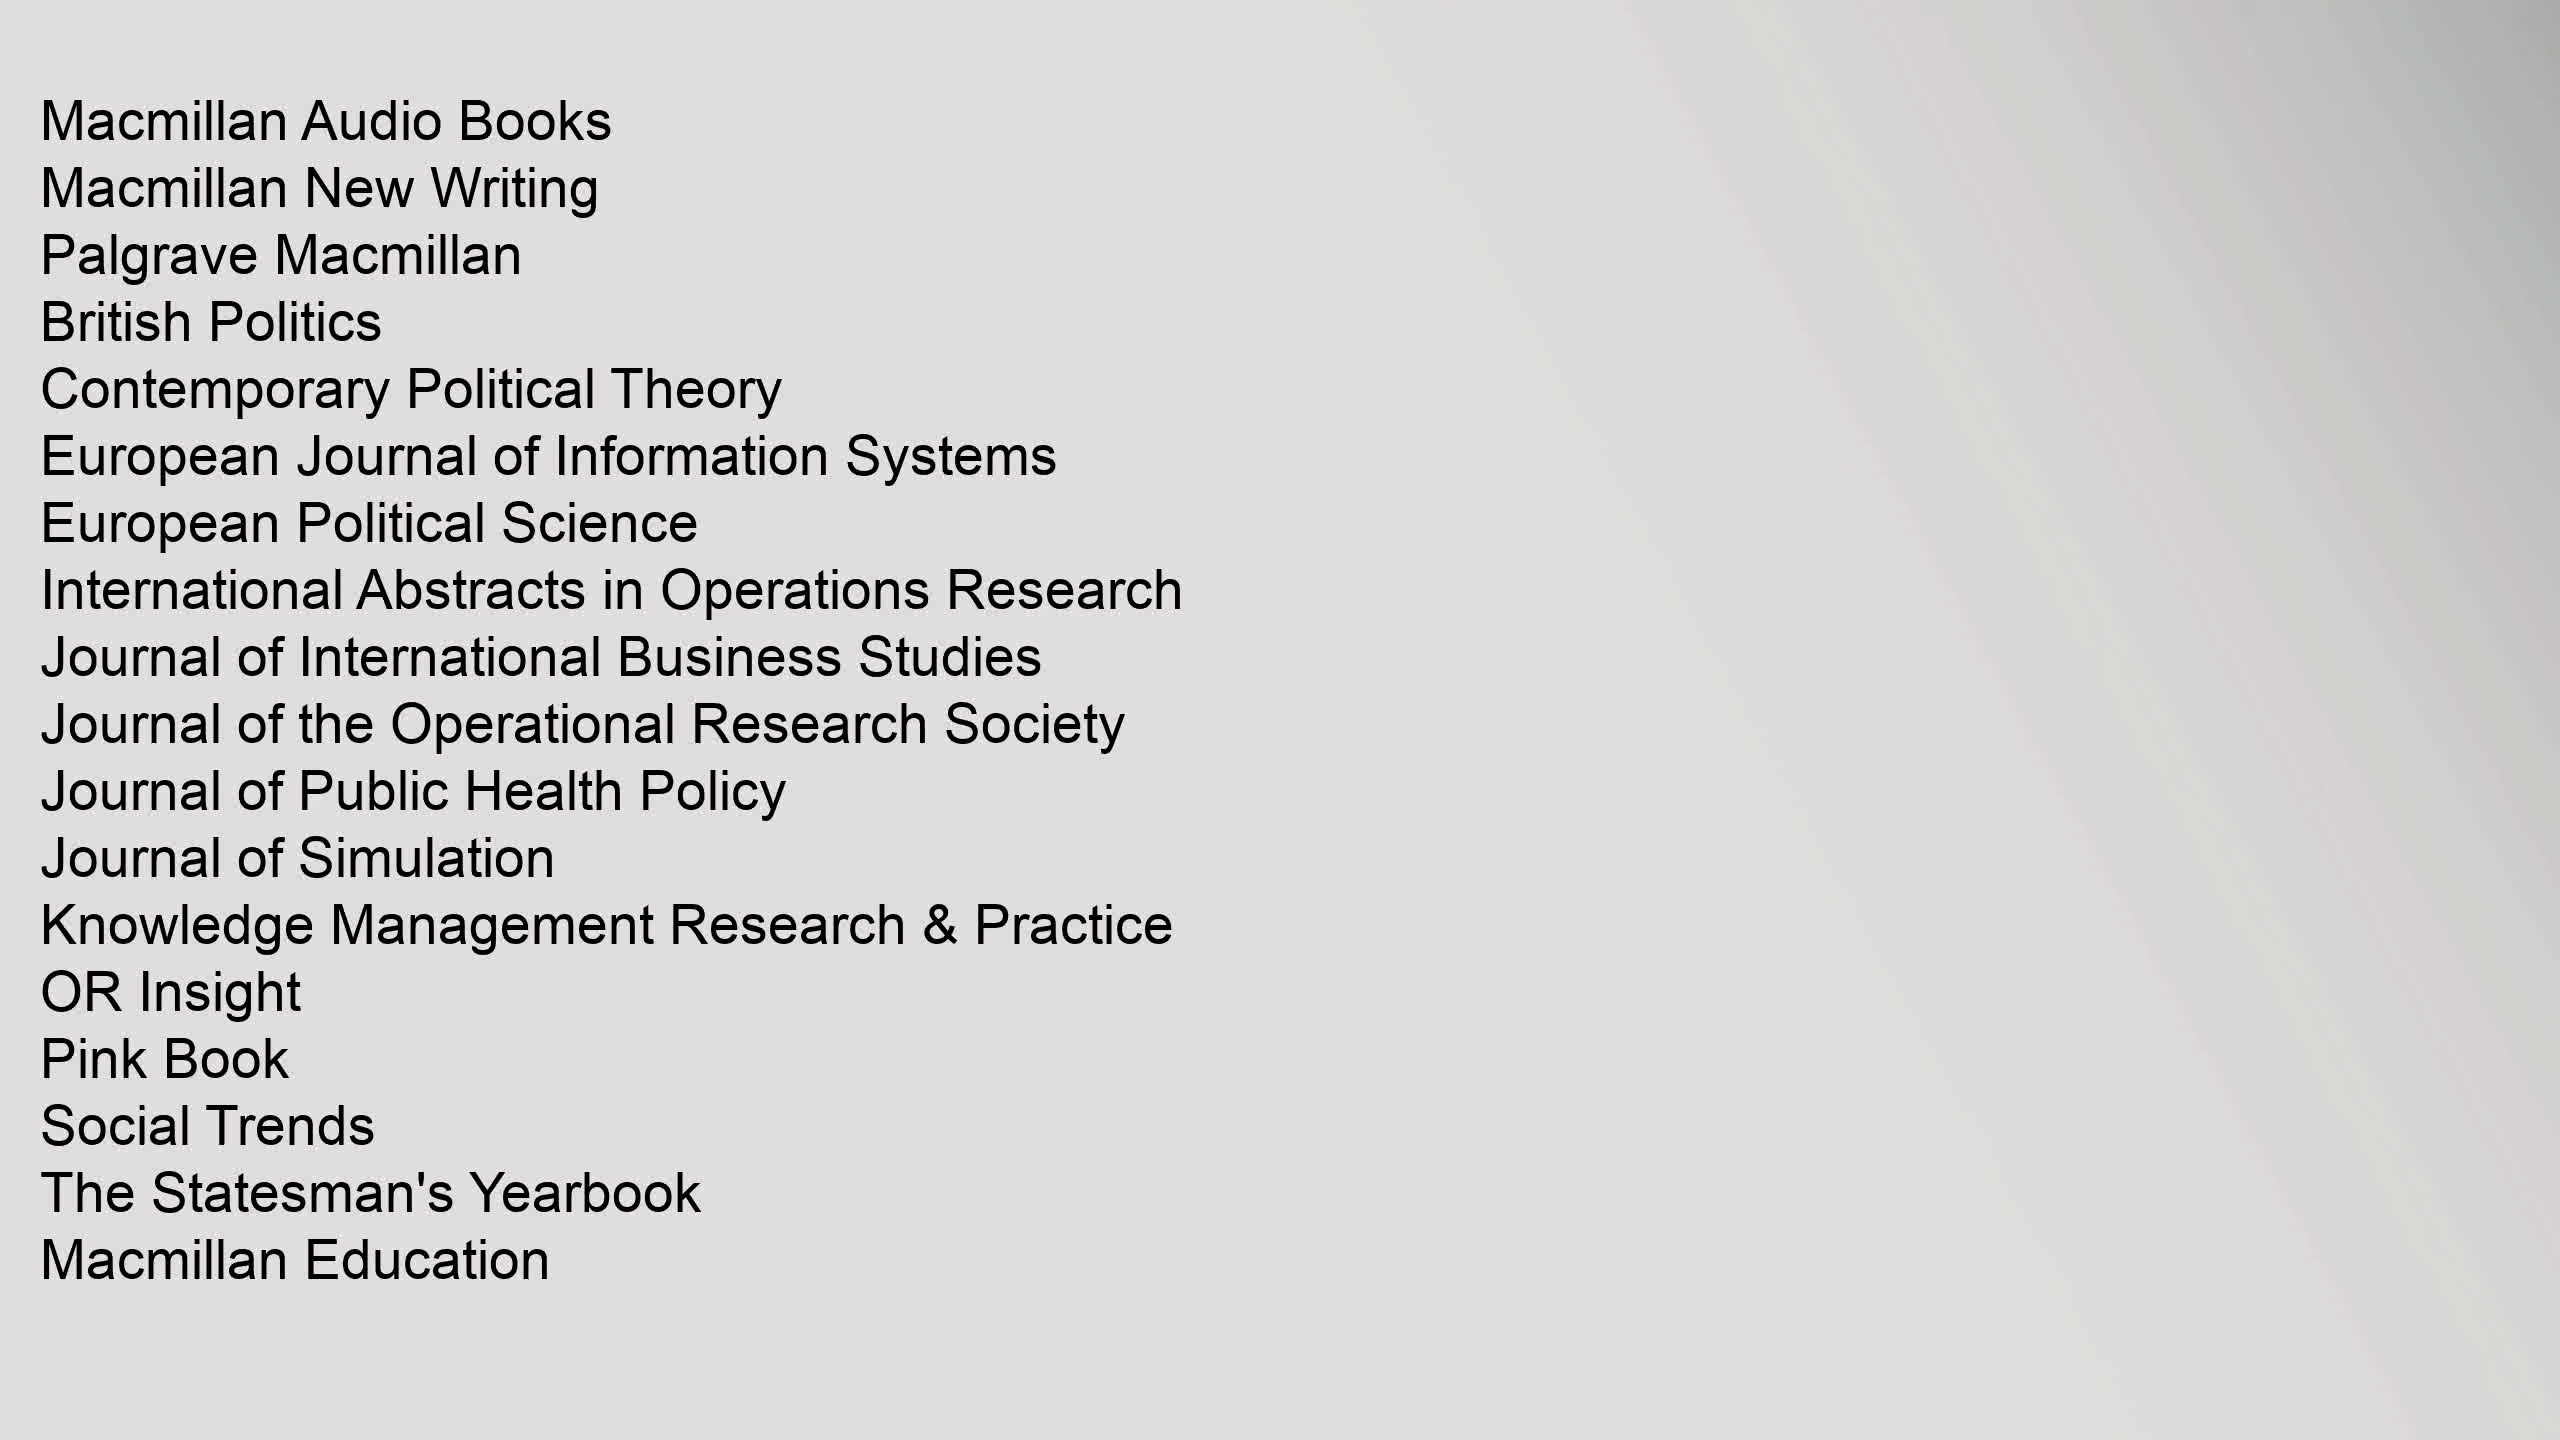 Macmillan Audio Books
Macmillan New Writing
Palgrave Macmillan
British Politics
Contemporary Political Theory
European Journal of Information Systems
European Political Science
International Abstracts in Operations Research
Journal of International Business Studies
Journal of the Operational Research Society
Journal of Public Health Policy
Journal of Simulation
Knowledge Management Research & Practice
OR Insight
Pink Book
Social Trends
The Statesman's Yearbook
Macmillan Education